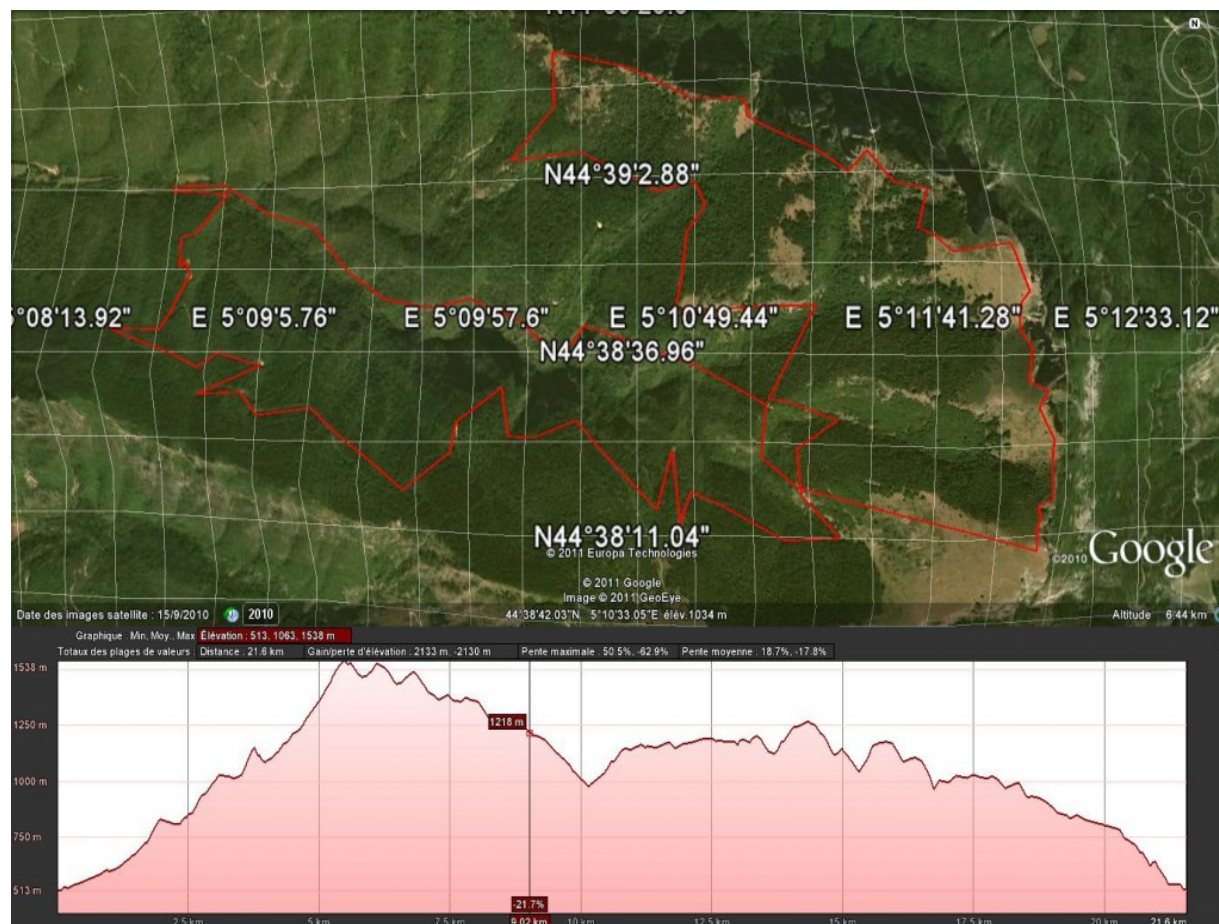 N
N44°39'2.88"
5°08'13.92" E 5°09'5.76" E 5°09'57.6" E 5°10'49.44" E 5°11'41.28" E 5°12'33.12"
N44°38'36.96"
N44°38'11.04"
© 2011 Europa Technologies
©2010 Google
© 2011 Google
Image © 2011 GeoEye
Date des images satellite : 15/9/2010 2010 44°38'42.03"N 5°10'33.05"E élév.1034 m Altitude 6.44 km
Graphique : Min, Moy., Max Élévation : 513, 1063, 1538 m
Totaux des plages de valeurs : Distance : 21.6 km Gain/perte d'élévation : 2133 m, -2130 m Pente maximale : 50.5%, -62.9% Pente moyenne : 18.7%, -17.8%
1538 m
1250 m
1218 m
1000 m
750 m
513 m
-21.7%
2.5 km 5 km 7.5 km 9.02 km 10 km 12.5 km 15 km 17.5 km 20 km 21.6 km